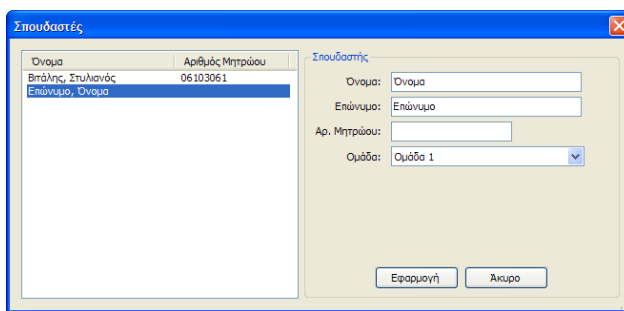 Σπουδαστές
Όνομα Αριθμός Μητρώου
Βιτάλης, Στυλιανός 06103061
Επώνυμο, Όνομα
Σπουδαστής
Όνομα: Όνομα
Επώνυμο: Επώνυμο
Αρ. Μητρώου:
Ομάδα: Ομάδα 1
Εφαρμογή Άκυρο